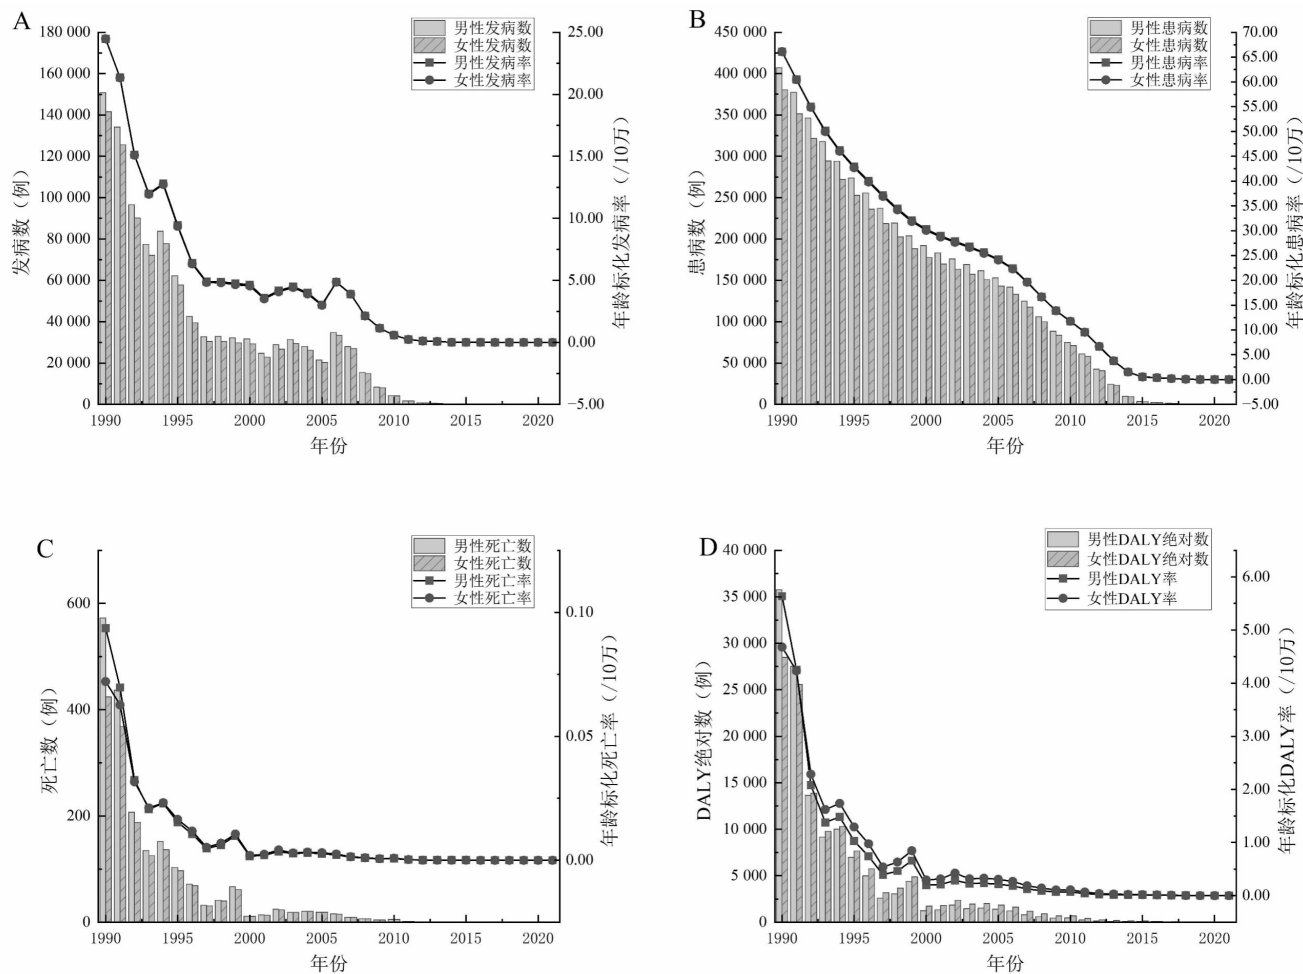 A
180 000
160 000
140 000
120 000
100 000
80 000
60 000
40 000
20 000
0
发病数（例）
男性发病数
女性发病数
男性发病率
女性发病率
25.00
20.00
15.00
10.00
5.00
0.00
−5.00
年龄标化发病率（/10万）
1990 1995 2000 2005 2010 2015 2020
年份
B
450 000
400 000
350 000
300 000
250 000
200 000
150 000
100 000
50 000
0
患病数（例）
男性患病数
女性患病数
男性患病率
女性患病率
70.00
65.00
60.00
55.00
50.00
45.00
40.00
35.00
30.00
25.00
20.00
15.00
10.00
5.00
0.00
−5.00
年龄标化患病率（/10万）
1990 1995 2000 2005 2010 2015 2020
年份
C
600
400
200
0
死亡数（例）
男性死亡数
女性死亡数
男性死亡率
女性死亡率
0.10
0.05
0.00
年龄标化死亡率（/10万）
1990 1995 2000 2005 2010 2015 2020
年份
D
40 000
35 000
30 000
25 000
20 000
15 000
10 000
5 000
0
DALY绝对数（例）
男性DALY绝对数
女性DALY绝对数
男性DALY率
女性DALY率
6.00
5.00
4.00
3.00
2.00
1.00
0.00
年龄标化DALY率（/10万）
1990 1995 2000 2005 2010 2015 2020
年份